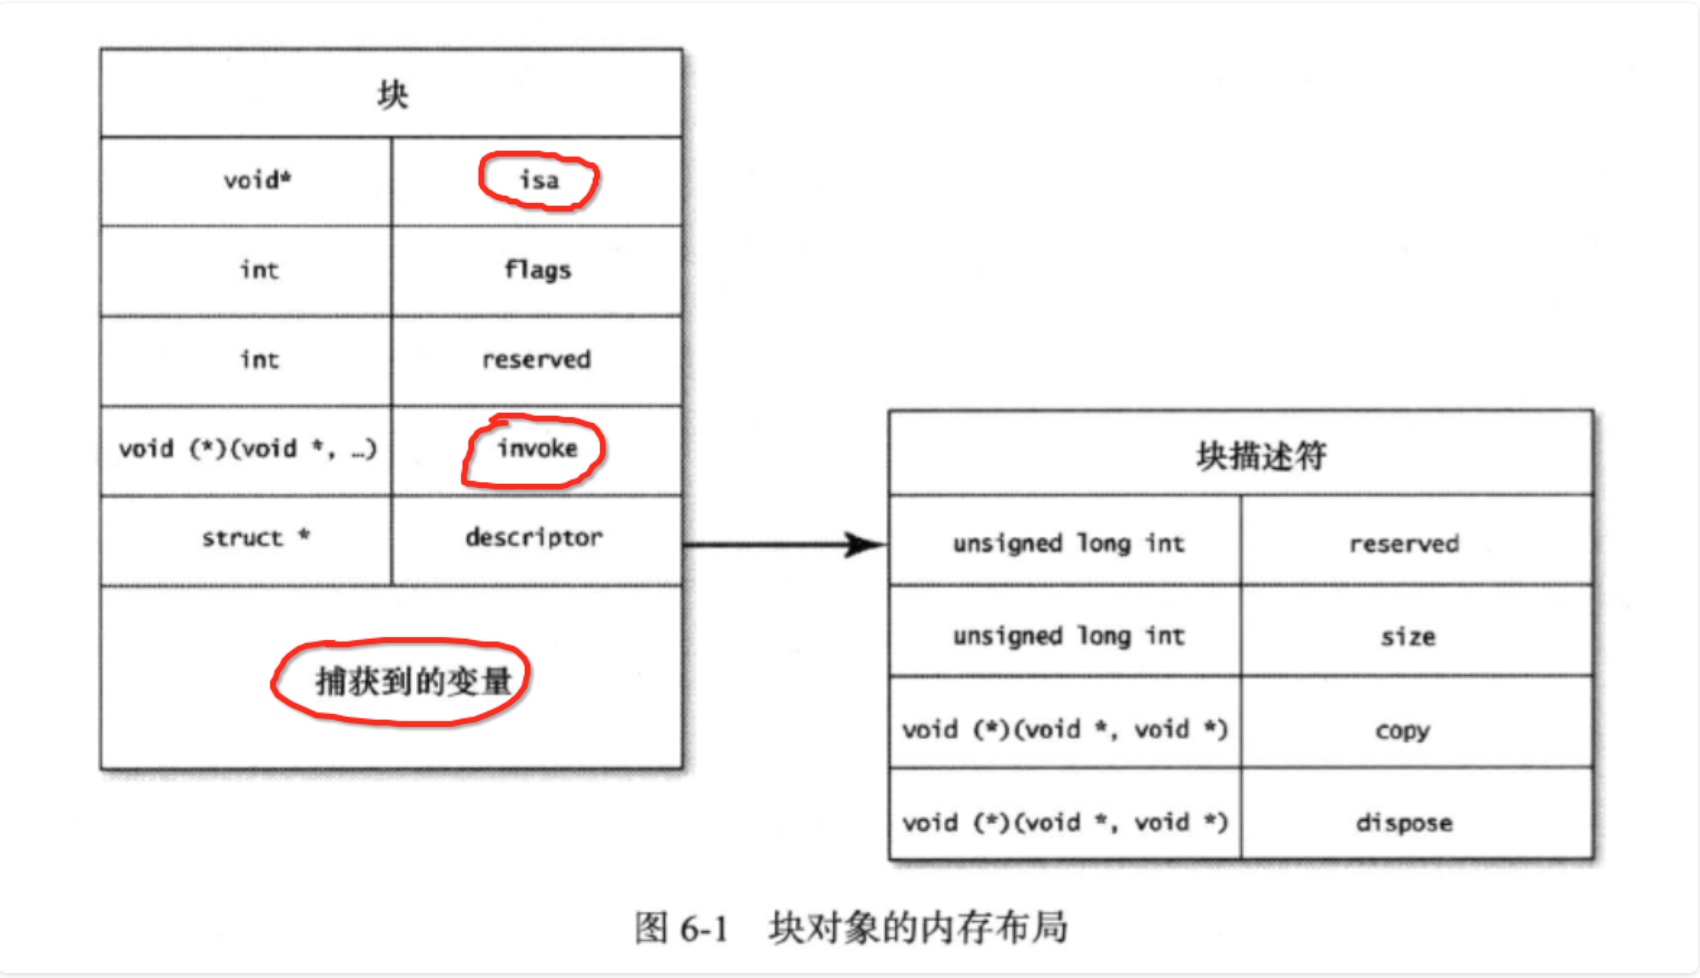 块
void* isa
int flags
int reserved
void (*)(void *, …) invoke
struct * descriptor
捕获到的变量
块描述符
unsigned long int reserved
unsigned long int size
void (*)(void *, void *) copy
void (*)(void *, void *) dispose
图 6-1 块对象的内存布局